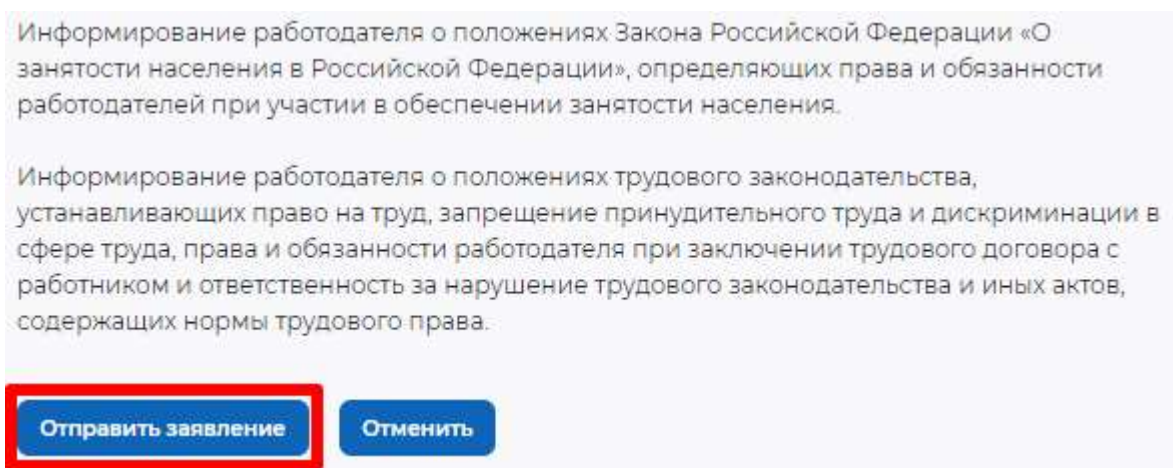 Информирование работодателя о положениях Закона Российской Федерации «О
занятости населения в Российской Федерации», определяющих права и обязанности
работодателей при участии в обеспечении занятости населения.
Информирование работодателя о положениях трудового законодательства,
устанавливающих право на труд, запрещение принудительного труда и дискриминации в
сфере труда, права и обязанности работодателя при заключении трудового договора с
работником и ответственность за нарушение трудового законодательства и иных актов,
содержащих нормы трудового права.
Отправить заявление Отменить